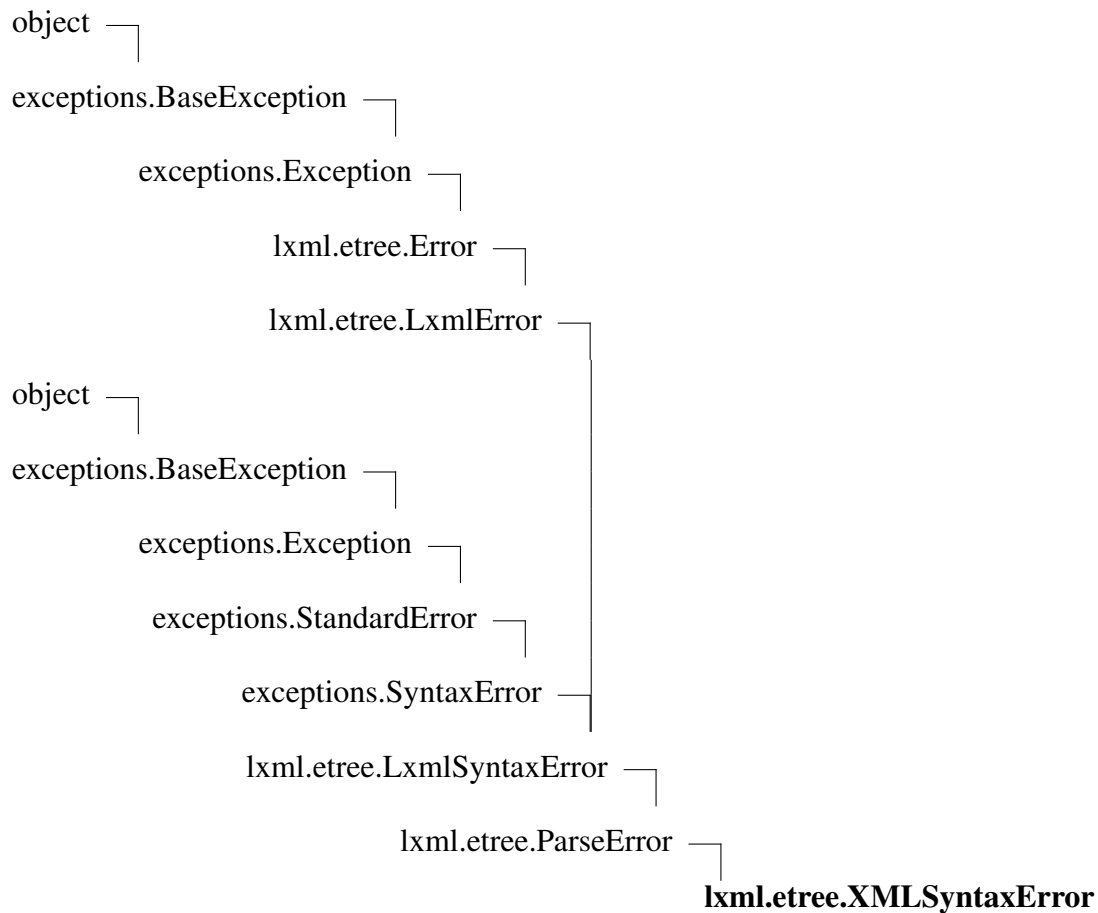 object
exceptions.BaseException
exceptions.Exception
lxml.etree.Error
lxml.etree.LxmlError
object
exceptions.BaseException
exceptions.Exception
exceptions.StandardError
exceptions.SyntaxError
lxml.etree.LxmlSyntaxError
lxml.etree.ParseError
lxml.etree.XMLSyntaxError